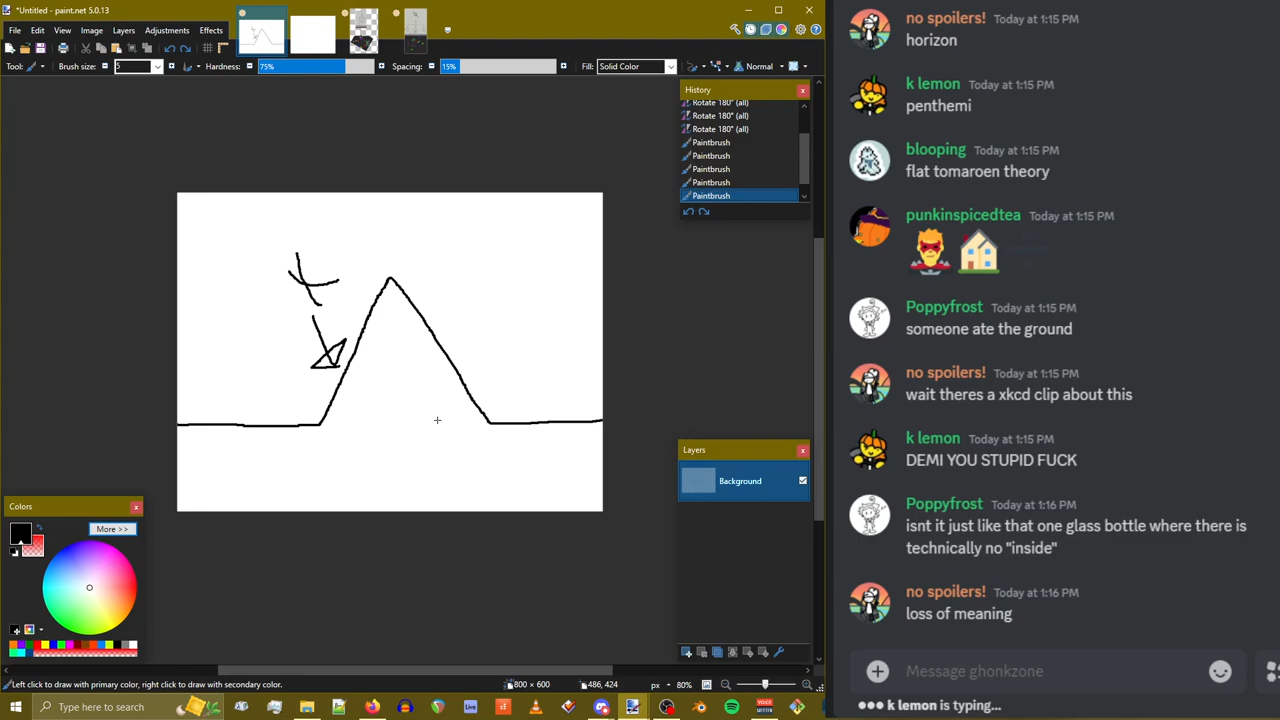 *Untitled - paint.net 5.0.13
File Edit View Image Layers Adjustments Effects
Tool: Brush size: 5 Hardness: 75% Spacing: 15% Fill: Solid Color Normal
History
Rotate 180° (all)
Rotate 180° (all)
Rotate 180° (all)
Paintbrush
Paintbrush
Paintbrush
Paintbrush
Paintbrush
Layers
Background
Colors
More >>
Left click to draw with primary color, right click to draw with secondary color.
800 × 600
486, 424
px
80%
Type here to search
Live
no spoilers! Today at 1:15 PM
horizon
k lemon Today at 1:15 PM
penthemi
blooping Today at 1:15 PM
flat tomaroen theory
punkinspicedtea Today at 1:15 PM
Poppyfrost Today at 1:15 PM
someone ate the ground
no spoilers! Today at 1:15 PM
wait theres a xkcd clip about this
k lemon Today at 1:15 PM
DEMI YOU STUPID FUCK
Poppyfrost Today at 1:16 PM
isnt it just like that one glass bottle where there is
technically no "inside"
no spoilers! Today at 1:16 PM
loss of meaning
Message ghonkzone
k lemon is typing...